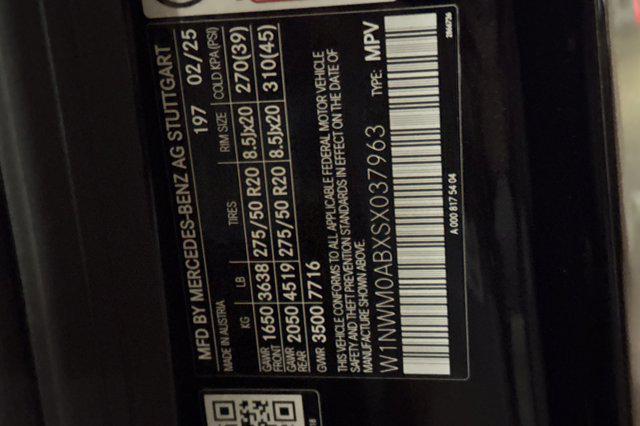 MFD BY MERCEDES-BENZ AG STUTTGART
MADE IN AUSTRIA 197 02/25
KG LB TIRES RIM SIZE COLD KPA (PSI)
GAWR FRONT 1650 3638 275/50 R20 8.5Jx20 270(39)
GAWR REAR 2050 4519 275/50 R20 8.5Jx20 310(45)
GVWR 3500 7716
THIS VEHICLE CONFORMS TO ALL APPLICABLE FEDERAL MOTOR VEHICLE
SAFETY AND THEFT PREVENTION STANDARDS IN EFFECT ON THE DATE OF
MANUFACTURE SHOWN ABOVE.
W1NWM0ABXSX037963 TYPE: MPV
A 000 817 54 04